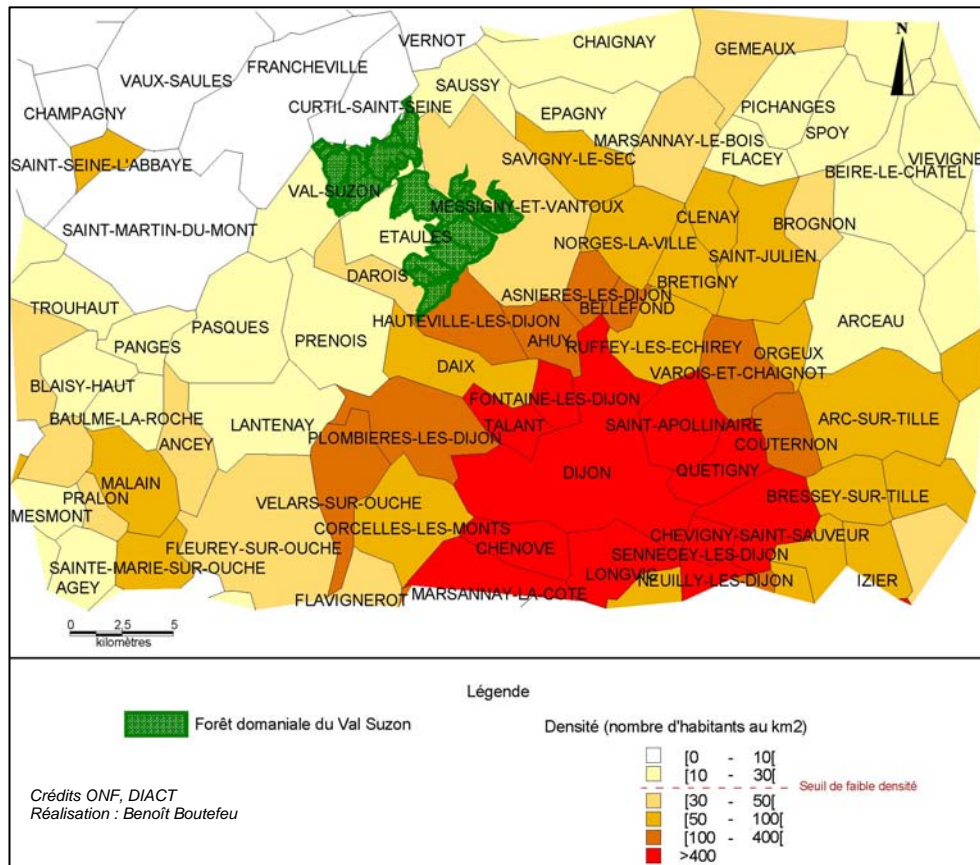 VERNOT
CHAIGNAY
GEMEAUX
N
FRANCHEVILLE
VAUX-SAULES
SAUSSY
CHAMPAGNY
CURTIL-SAINT-SEINE
EPAGNY
PICHANGES
SPOY
MARSANNAY-LE-BOIS
SAINT-SEINE-L'ABBAYE
SAVIGNY-LE-SEC
FLACEY
VIEVIGNE
BEIRE-LE-CHATEL
VAL-SUZON
MESSIGNY-ET-VANTOUX
CLENAY
BROGNON
SAINT-MARTIN-DU-MONT
ETAULES
NORGES-LA-VILLE
SAINT-JULIEN
DAROIS
BRETIGNY
TROUHAUT
ASNIERES-LES-DIJON
BELLEFOND
PASQUES
HAUTEVILLE-LES-DIJON
ARCEAU
PANGES
PRENOIS
AHUY
RUFFEY-LES-ECHIREY
ORGEUX
DAIX
VAROIS-ET-CHAIGNOT
BLAISY-HAUT
FONTAINE-LES-DIJON
BAULME-LA-ROCHE
LANTENAY
TALANT
SAINT-APOLLINAIRE
ARC-SUR-TILLE
ANCEY
PLOMBIERES-LES-DIJON
COUTERNON
DIJON
QUETIGNY
MALAIN
PRALON
VELARS-SUR-OUCHE
BRESSEY-SUR-TILLE
MESMONT
CORCELLES-LES-MONTS
CHEVIGNY-SAINT-SAUVEUR
FLEUREY-SUR-OUCHE
CHENOVE
SENNECEY-LES-DIJON
SAINTE-MARIE-SUR-OUCHE
LONGVIC
NEUILLY-LES-DIJON
IZIER
AGEY
FLAVIGNEROT
MARSANNAY-LA-COTE
0 2,5 5
kilomètres
Légende
Forêt domaniale du Val Suzon
Densité (nombre d'habitants au km2)
[0 - 10[
[10 - 30[
Seuil de faible densité
[30 - 50[
[50 - 100[
[100 - 400[
>400
Crédits ONF, DIACT
Réalisation : Benoît Boutefeu